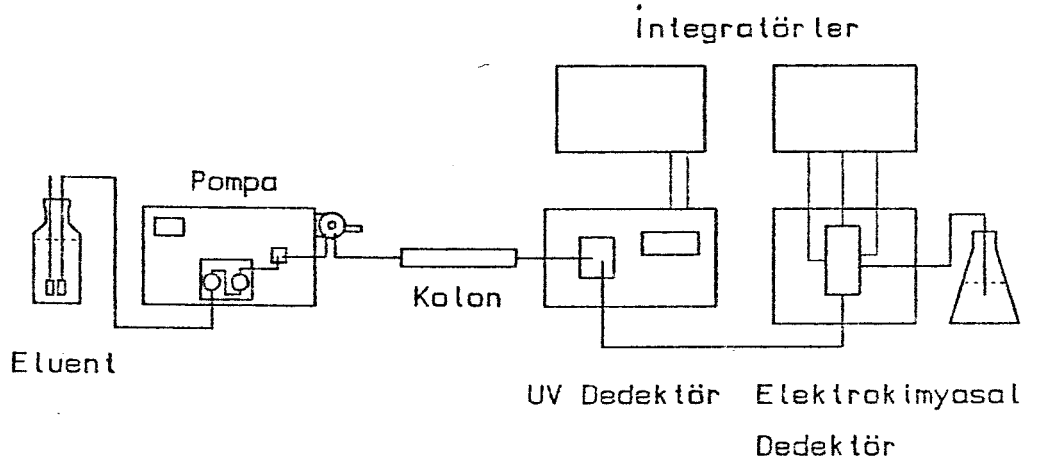 İntegratörler
Pompa
Kolon
Eluent
UV Dedektör
Elektrokimyasal
Dedektör